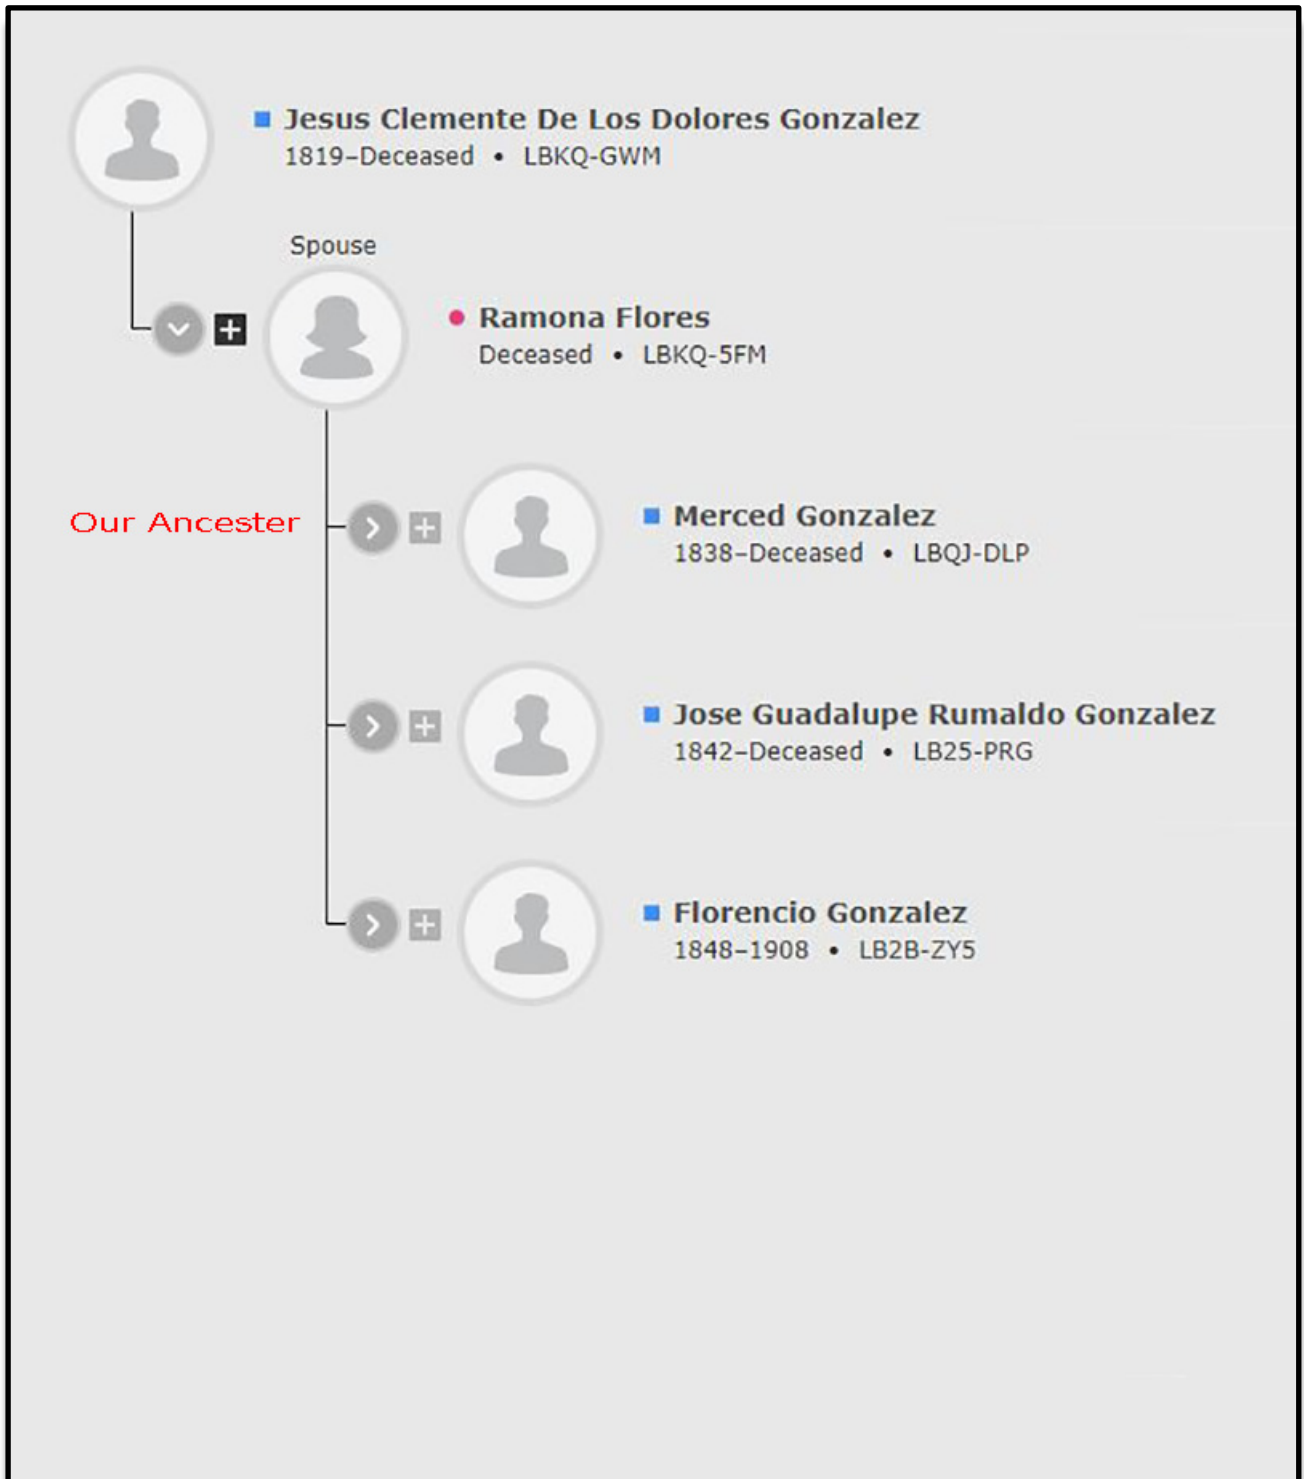 Jesus Clemente De Los Dolores Gonzalez
1819–Deceased • LBKQ-GWM
Spouse
Ramona Flores
Deceased • LBKQ-5FM
Our Ancester
Merced Gonzalez
1838–Deceased • LBQJ-DLP
Jose Guadalupe Rumaldo Gonzalez
1842–Deceased • LB25-PRG
Florencio Gonzalez
1848–1908 • LB2B-ZY5